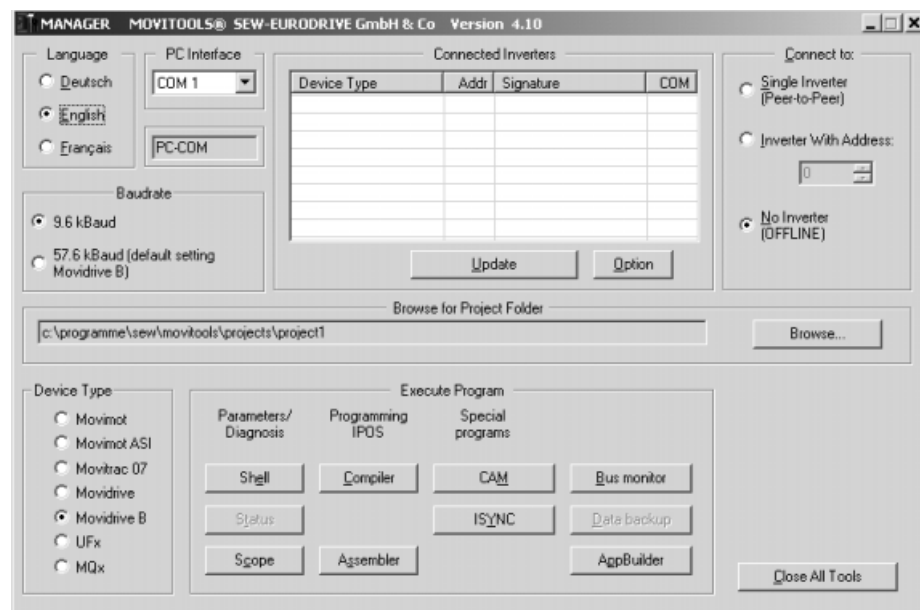 MANAGER MOVITOOLS® SEW-EURODRIVE GmbH & Co Version 4.10
Language
Deutsch
English
Français
PC Interface
COM 1
PC-COM
Baudrate
9.6 kBaud
57.6 kBaud (default setting
Movidrive B)
Connected Inverters
Device Type Addr Signature COM
Update Option
Connect to:
Single Inverter
(Peer-to-Peer)
Inverter With Address:
0
No Inverter
(OFFLINE)
Browse for Project Folder
c:\programme\sew\movitools\projects\project1
Browse...
Device Type
Movimot
Movimot ASI
Movitrac 07
Movidrive
Movidrive B
UFx
MQx
Execute Program
Parameters/
Diagnosis
Programming
IPOS
Special
programs
Shell Compiler CAM Bus monitor
Status ISYNC Data backup
Scope Assembler AppBuilder
Close All Tools